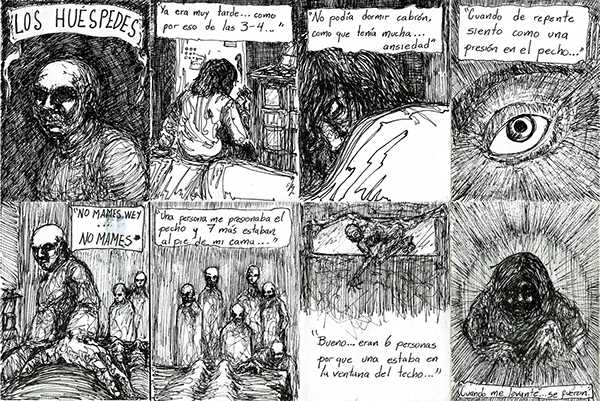 "LOS HUÉSPEDES"
"Ya era muy tarde... como
por eso de las 3-4..."
"No podía dormir cabrón,
como que tenía mucha...
ansiedad"
"Cuando de repente
siento como una
presión en el pecho..."
"NO MAMES WEY
...
NO MAMES"
"Una persona me presionaba el
pecho y 7 más estaban
al pie de mi cama..."
"Bueno... eran 6 personas
por que una estaba en
la ventana del techo..."
"Cuando me levanté... se fueron"